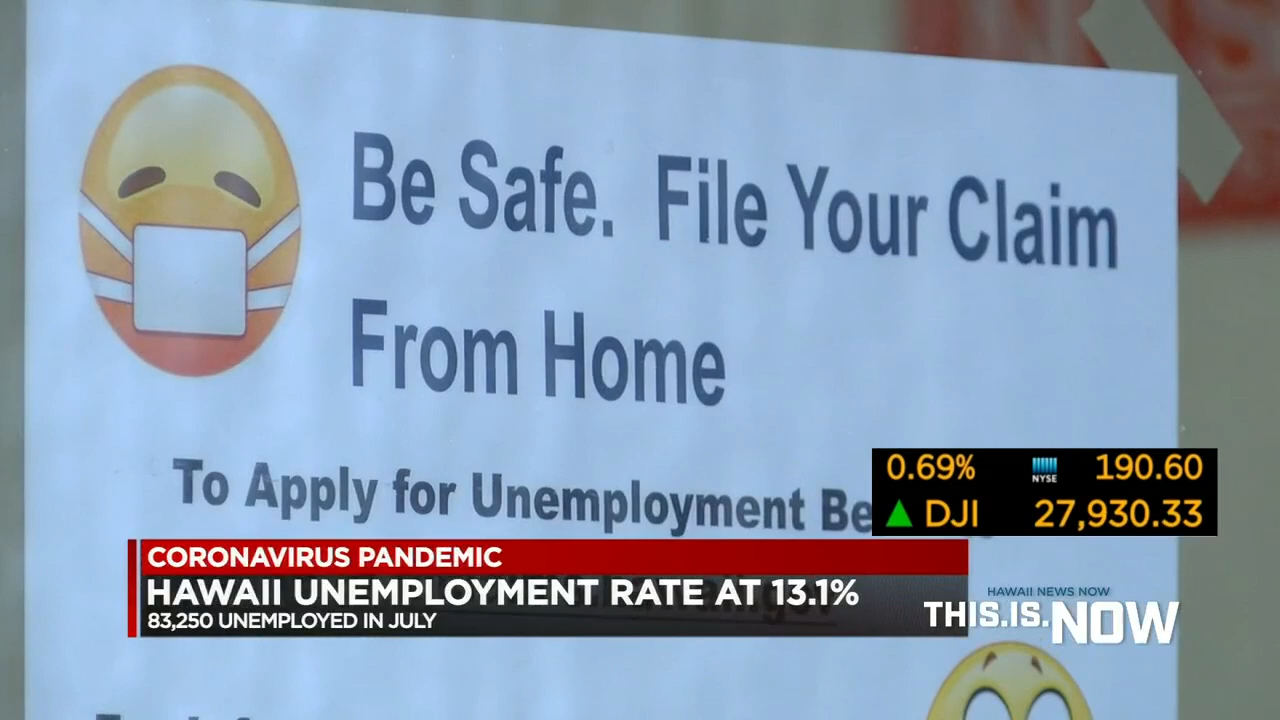 Be Safe. File Your Claim
From Home
To Apply for Unemployment
0.69% NYSE 190.60
▲ DJI 27,930.33
CORONAVIRUS PANDEMIC
HAWAII UNEMPLOYMENT RATE AT 13.1%
83,250 UNEMPLOYED IN JULY
HAWAII NEWS NOW
THIS.IS.NOW